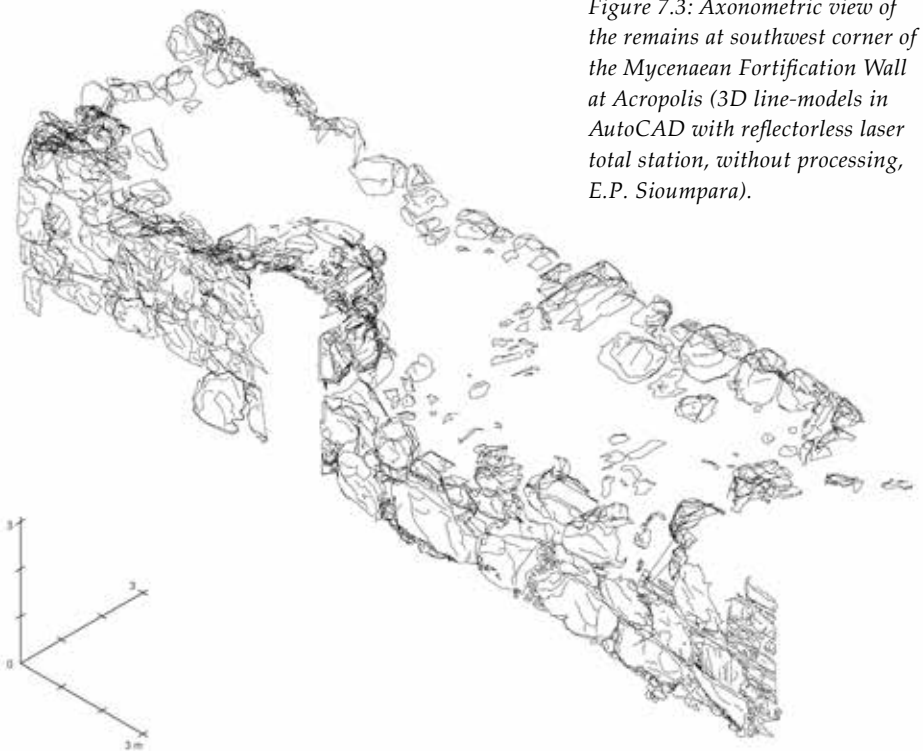 Figure 7.3: Axonometric view of
the remains at southwest corner of
the Mycenaean Fortification Wall
at Acropolis (3D line-models in
AutoCAD with reflectorless laser
total station, without processing,
E.P. Sioumpara).
3
3
0
3 m